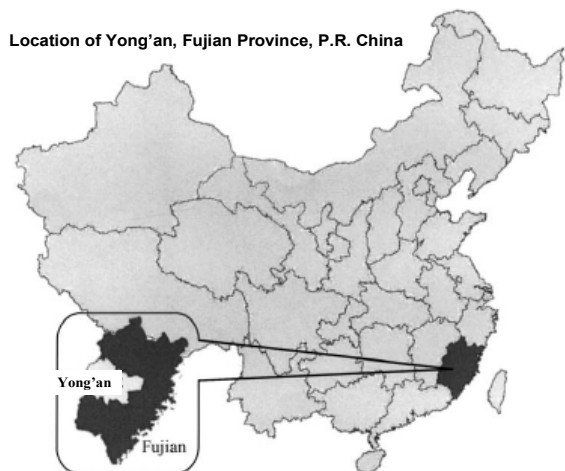 Location of Yong’an, Fujian Province, P.R. China
Yong’an
Fujian